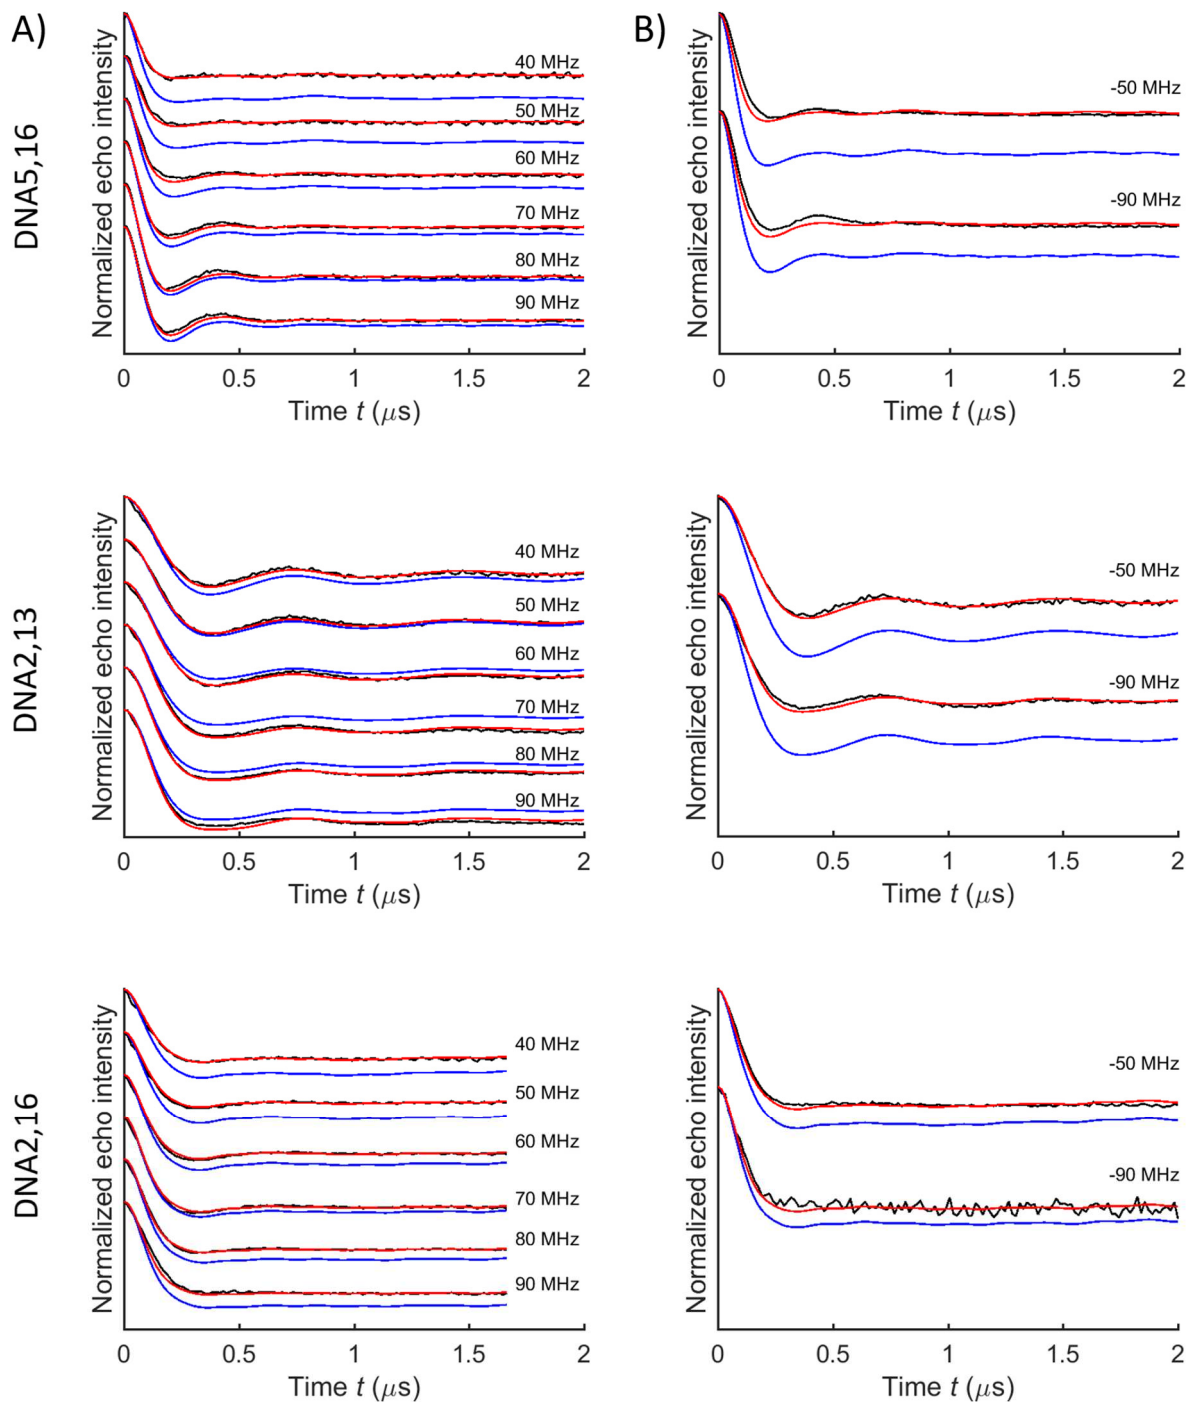 A)
B)
DNA5,16
Normalized echo intensity
40 MHz
50 MHz
60 MHz
70 MHz
80 MHz
90 MHz
0 0.5 1 1.5 2
Time t (μs)
Normalized echo intensity
-50 MHz
-90 MHz
0 0.5 1 1.5 2
Time t (μs)
DNA2,13
Normalized echo intensity
40 MHz
50 MHz
60 MHz
70 MHz
80 MHz
90 MHz
0 0.5 1 1.5 2
Time t (μs)
Normalized echo intensity
-50 MHz
-90 MHz
0 0.5 1 1.5 2
Time t (μs)
DNA2,16
Normalized echo intensity
40 MHz
50 MHz
60 MHz
70 MHz
80 MHz
90 MHz
0 0.5 1 1.5 2
Time t (μs)
Normalized echo intensity
-50 MHz
-90 MHz
0 0.5 1 1.5 2
Time t (μs)